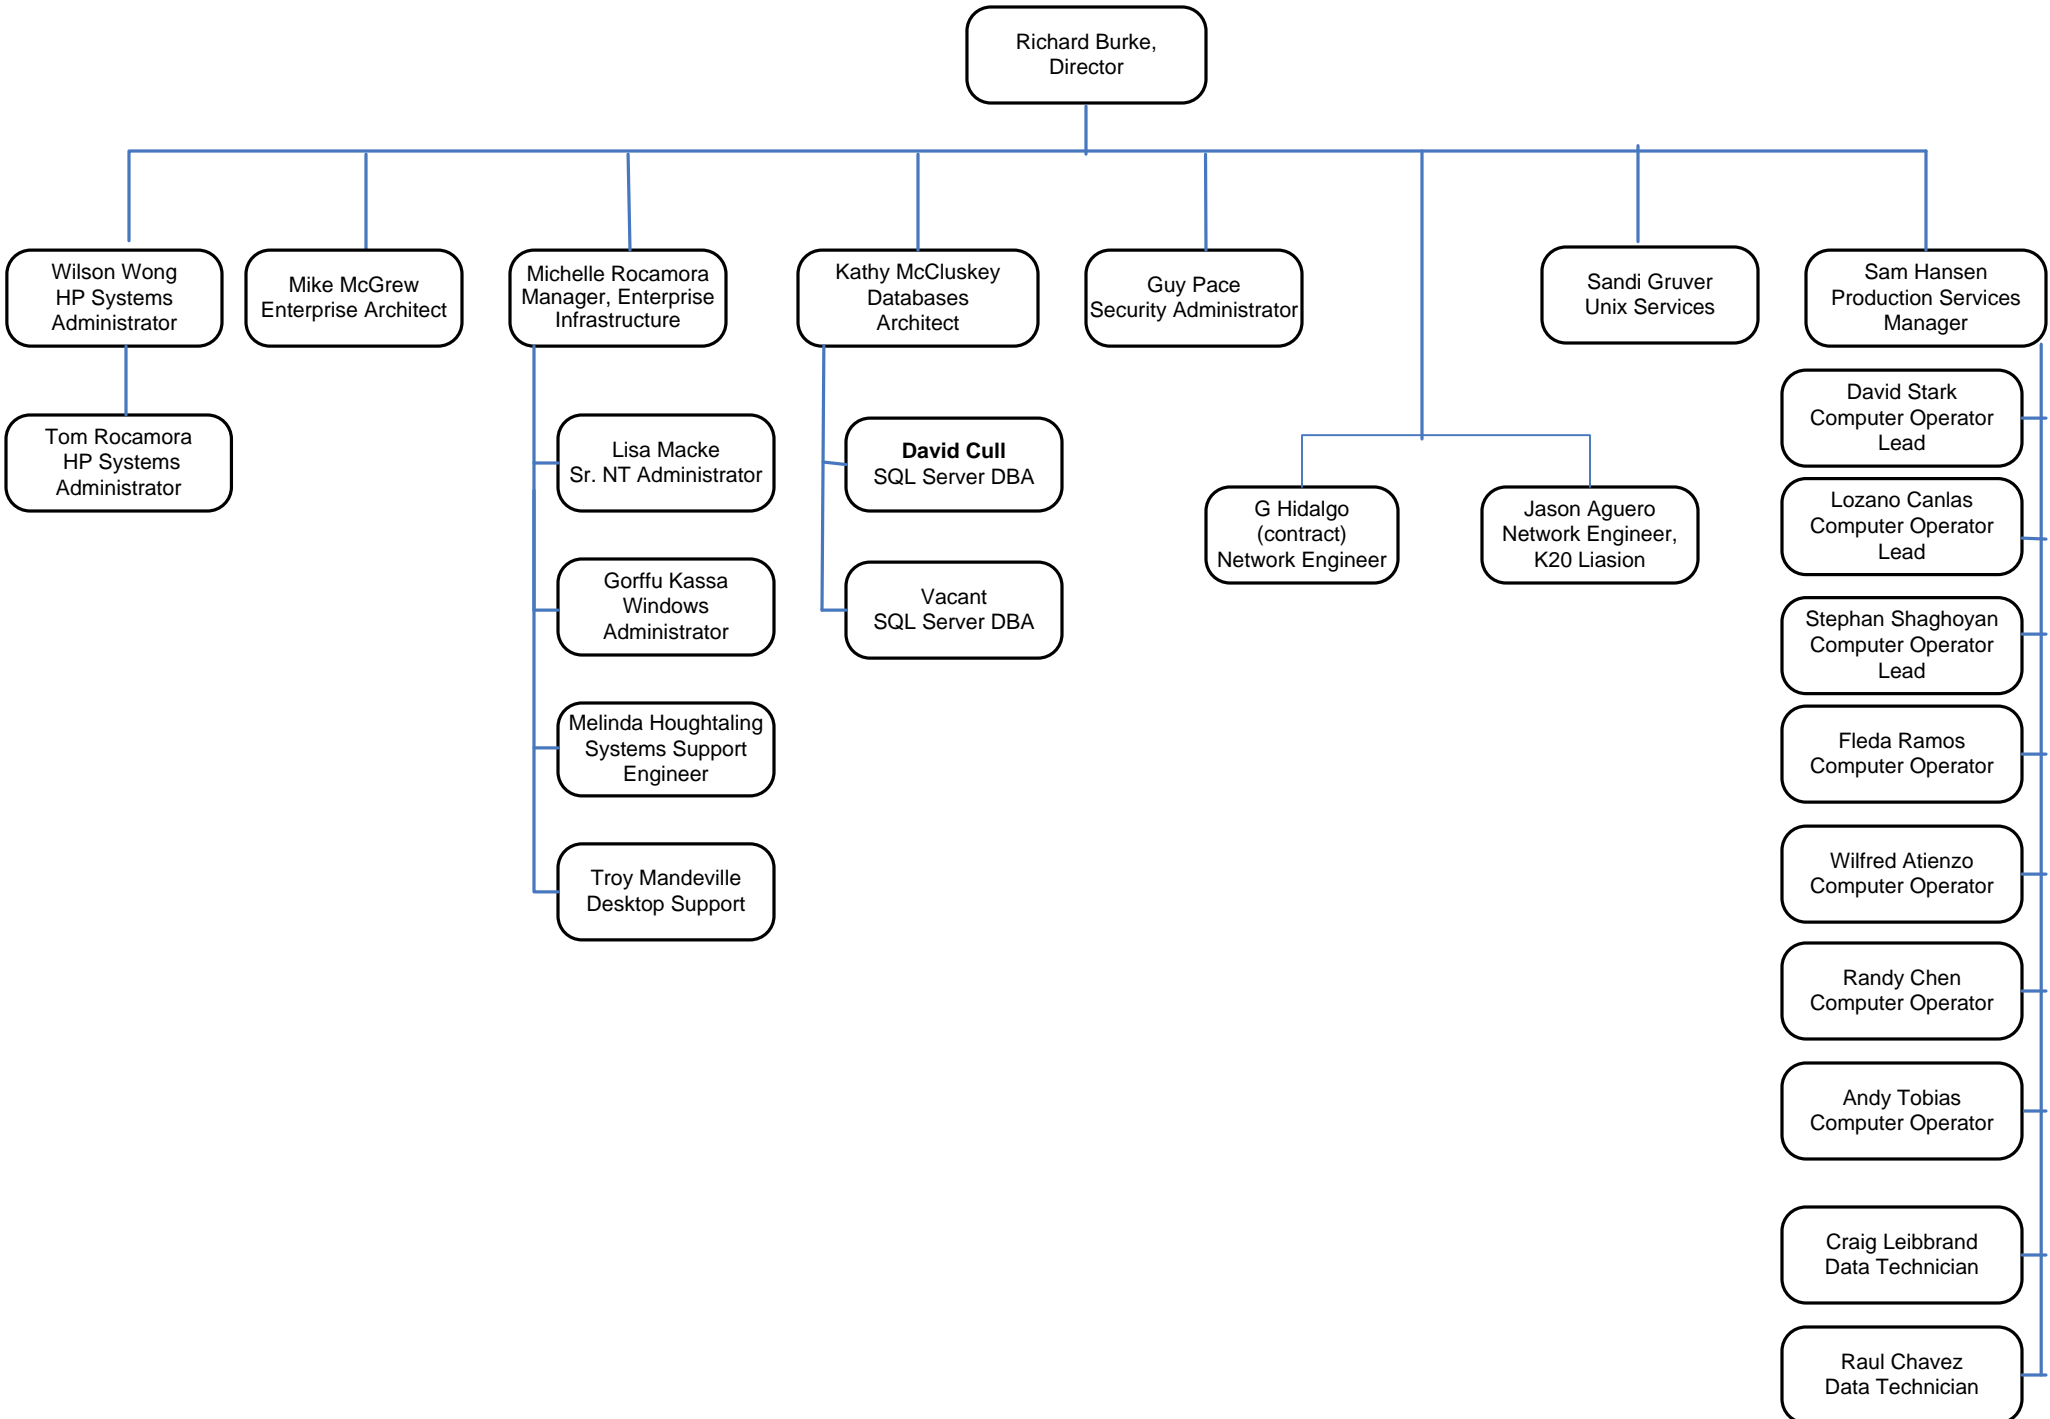 Richard Burke,
Director
Wilson Wong
HP Systems
Administrator
Mike McGrew
Enterprise Architect
Michelle Rocamora
Manager, Enterprise
Infrastructure
Kathy McCluskey
Databases
Architect
Guy Pace
Security Administrator
Sandi Gruver
Unix Services
Sam Hansen
Production Services
Manager
Tom Rocamora
HP Systems
Administrator
Lisa Macke
Sr. NT Administrator
Gorffu Kassa
Windows
Administrator
Melinda Houghtaling
Systems Support
Engineer
Troy Mandeville
Desktop Support
David Cull
SQL Server DBA
Vacant
SQL Server DBA
G Hidalgo
(contract)
Network Engineer
Jason Aguero
Network Engineer,
K20 Liasion
David Stark
Computer Operator
Lead
Lozano Canlas
Computer Operator
Lead
Stephan Shaghoyan
Computer Operator
Lead
Fleda Ramos
Computer Operator
Wilfred Atienzo
Computer Operator
Randy Chen
Computer Operator
Andy Tobias
Computer Operator
Craig Leibbrand
Data Technician
Raul Chavez
Data Technician